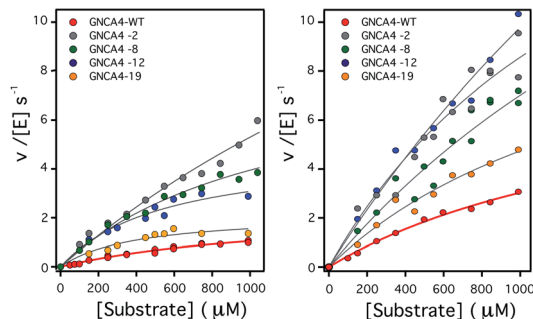 10
8
6
4
2
0
v /[E] s⁻¹
GNCA4-WT
GNCA4 -2
GNCA4 -8
GNCA4 -12
GNCA4-19
0 200 400 600 800 1000
[Substrate] ( μM)
10
8
6
4
2
0
v /[E] s⁻¹
GNCA4-WT
GNCA4 -2
GNCA4 -8
GNCA4 -12
GNCA4-19
0 200 400 600 800 1000
[Substrate] ( μM)